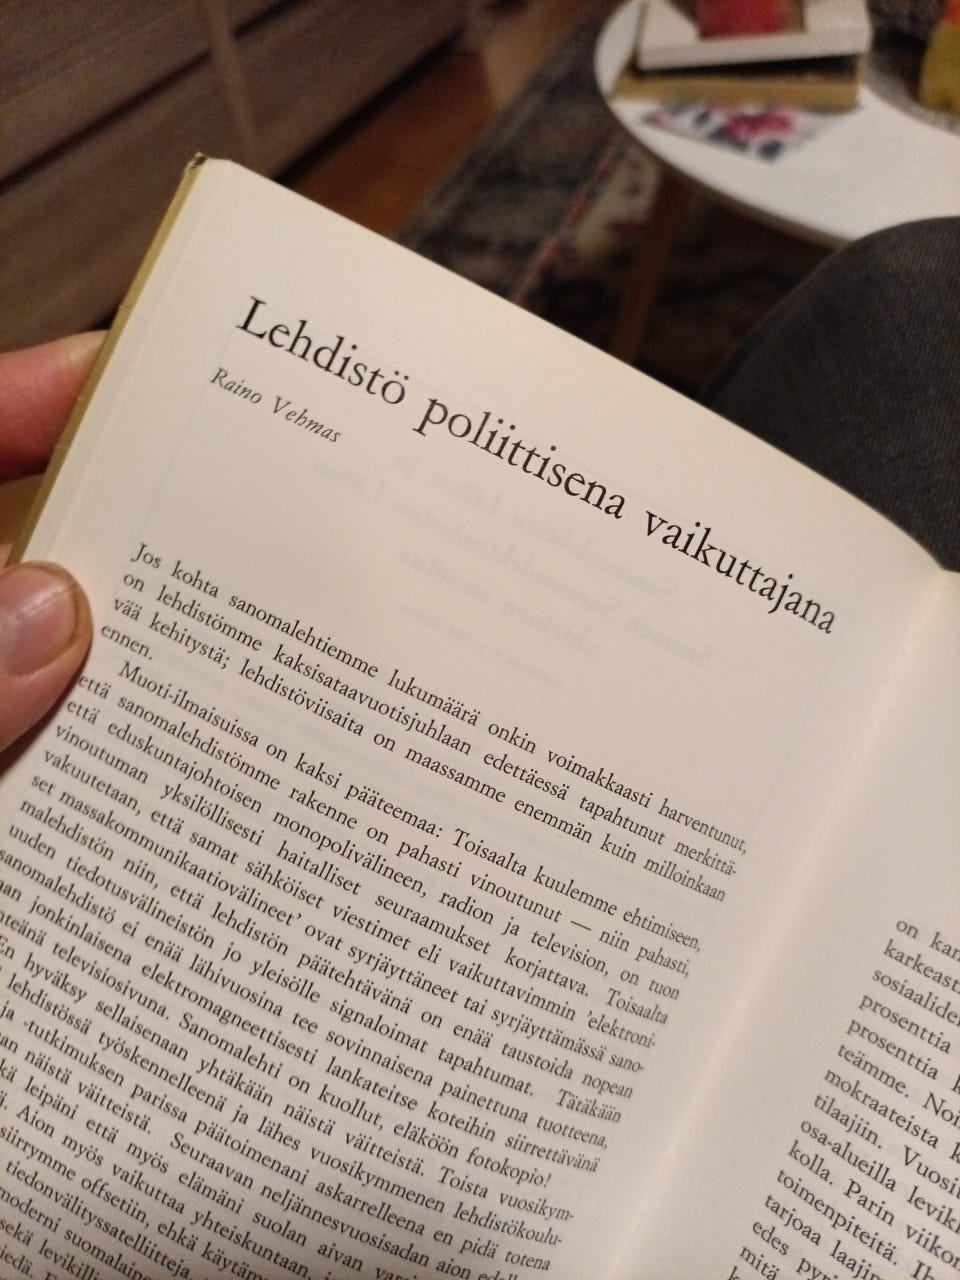 Lehdistö poliittisena vaikuttajana
Raino Vehmas
Jos kohta sanomalehtiemme lukumäärä onkin voimakkaasti harventunut,
on lehdistömme kaksisataavuotisjuhlaan edettäessä tapahtunut merkittä-
vää kehitystä; lehdistöviisaita on maassamme enemmän kuin milloinkaan
ennen.
Muoti-ilmaisuissa on kaksi pääteemaa: Toisaalta kuulemme ehtimiseen,
että sanomalehdistömme rakenne on pahasti vinoutunut — niin pahasti,
että eduskuntajohtoisen monopolivälineen, radion ja television, on tuon
vinoutuman yksilöllisesti haitalliset seuraamukset korjattava. Toisaalta
vakuutetaan, että samat sähköiset viestimet eli vaikuttavimmin 'elektroni-
set massakommunikaatiovälineet' ovat syrjäyttäneet tai syrjäyttämässä sano-
malehdistön niin, että lehdistön päätehtävänä on enää taustoida nopean
uuden tiedotusvälineistön jo yleisölle signaloimat tapahtumat. Tätäkään
sanomalehdistö ei enää lähivuosina tee sovinnaisena painettuna tuotteena,
jonkinlaisena elektromagneettisesti lankateitse koteihin siirrettävänä
televisiosivuna. Sanomalehti on kuollut, eläköön fotokopio!
En hyväksy sellaisenaan yhtäkään näistä väitteistä. Toista vuosikym-
lehdistössä työskennelleenä ja lähes vuosikymmenen lehdistökoulu-
ja -tutkimuksen parissa päätoimenani askarrelleena en pidä totena
näistä väitteistä. Seuraavan neljännesvuosisadan aion
leipäni että myös elämäni suolan aivan
Aion myös vaikuttaa yhteiskuntaan,
siirrymme offsetiin, ehkä
tiedonvälityssatelliitteja,
moderni
sekä
on
sosiaalide
prosenttia
prosenttia
teämme.
mokraateista
tilaajiin.
osa-alueilla
kolla. Parin
toimenpiteitä.
tarjoaa
edes
mitä